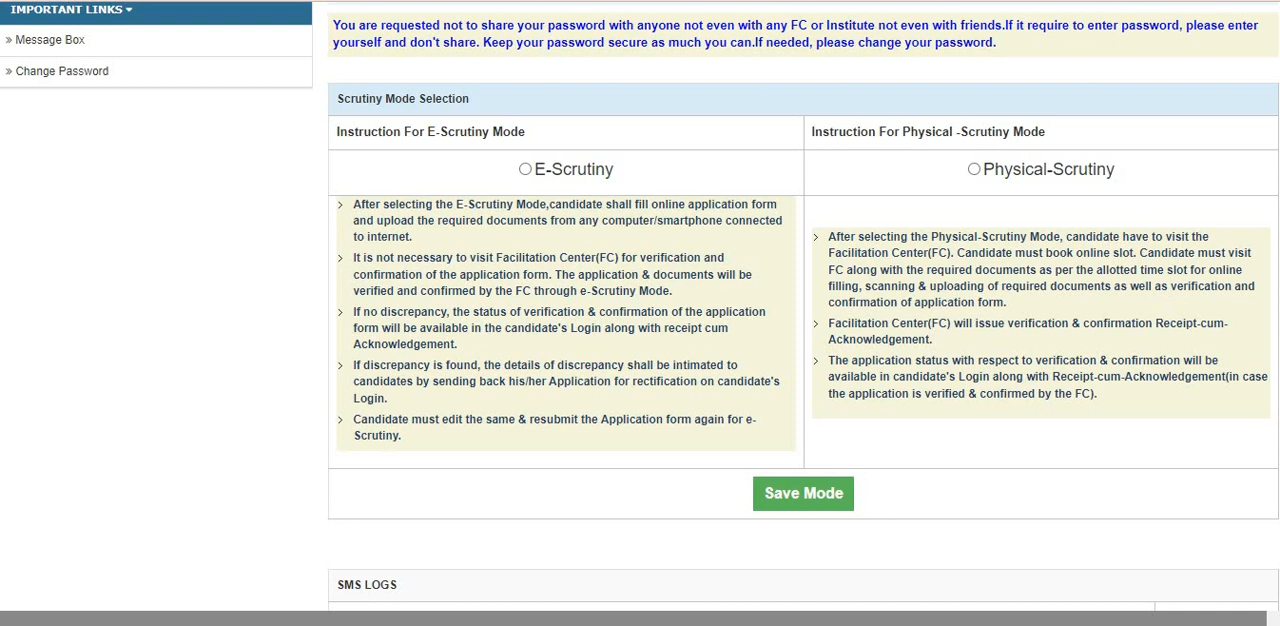 IMPORTANT LINKS
» Message Box
» Change Password
You are requested not to share your password with anyone not even with any FC or Institute not even with friends.If it require to enter password, please enter
yourself and don't share. Keep your password secure as much you can.If needed, please change your password.
Scrutiny Mode Selection
Instruction For E-Scrutiny Mode
Instruction For Physical -Scrutiny Mode
E-Scrutiny
Physical-Scrutiny
After selecting the E-Scrutiny Mode,candidate shall fill online application form
and upload the required documents from any computer/smartphone connected
to internet.
It is not necessary to visit Facilitation Center(FC) for verification and
confirmation of the application form. The application & documents will be
verified and confirmed by the FC through e-Scrutiny Mode.
If no discrepancy, the status of verification & confirmation of the application
form will be available in the candidate's Login along with receipt cum
Acknowledgement.
If discrepancy is found, the details of discrepancy shall be intimated to
candidates by sending back his/her Application for rectification on candidate's
Login.
Candidate must edit the same & resubmit the Application form again for e-
Scrutiny.
After selecting the Physical-Scrutiny Mode, candidate have to visit the
Facilitation Center(FC). Candidate must book online slot. Candidate must visit
FC along with the required documents as per the allotted time slot for online
filling, scanning & uploading of required documents as well as verification and
confirmation of application form.
Facilitation Center(FC) will issue verification & confirmation Receipt-cum-
Acknowledgement.
The application status with respect to verification & confirmation will be
available in candidate's Login along with Receipt-cum-Acknowledgement(in case
the application is verified & confirmed by the FC).
Save Mode
SMS LOGS